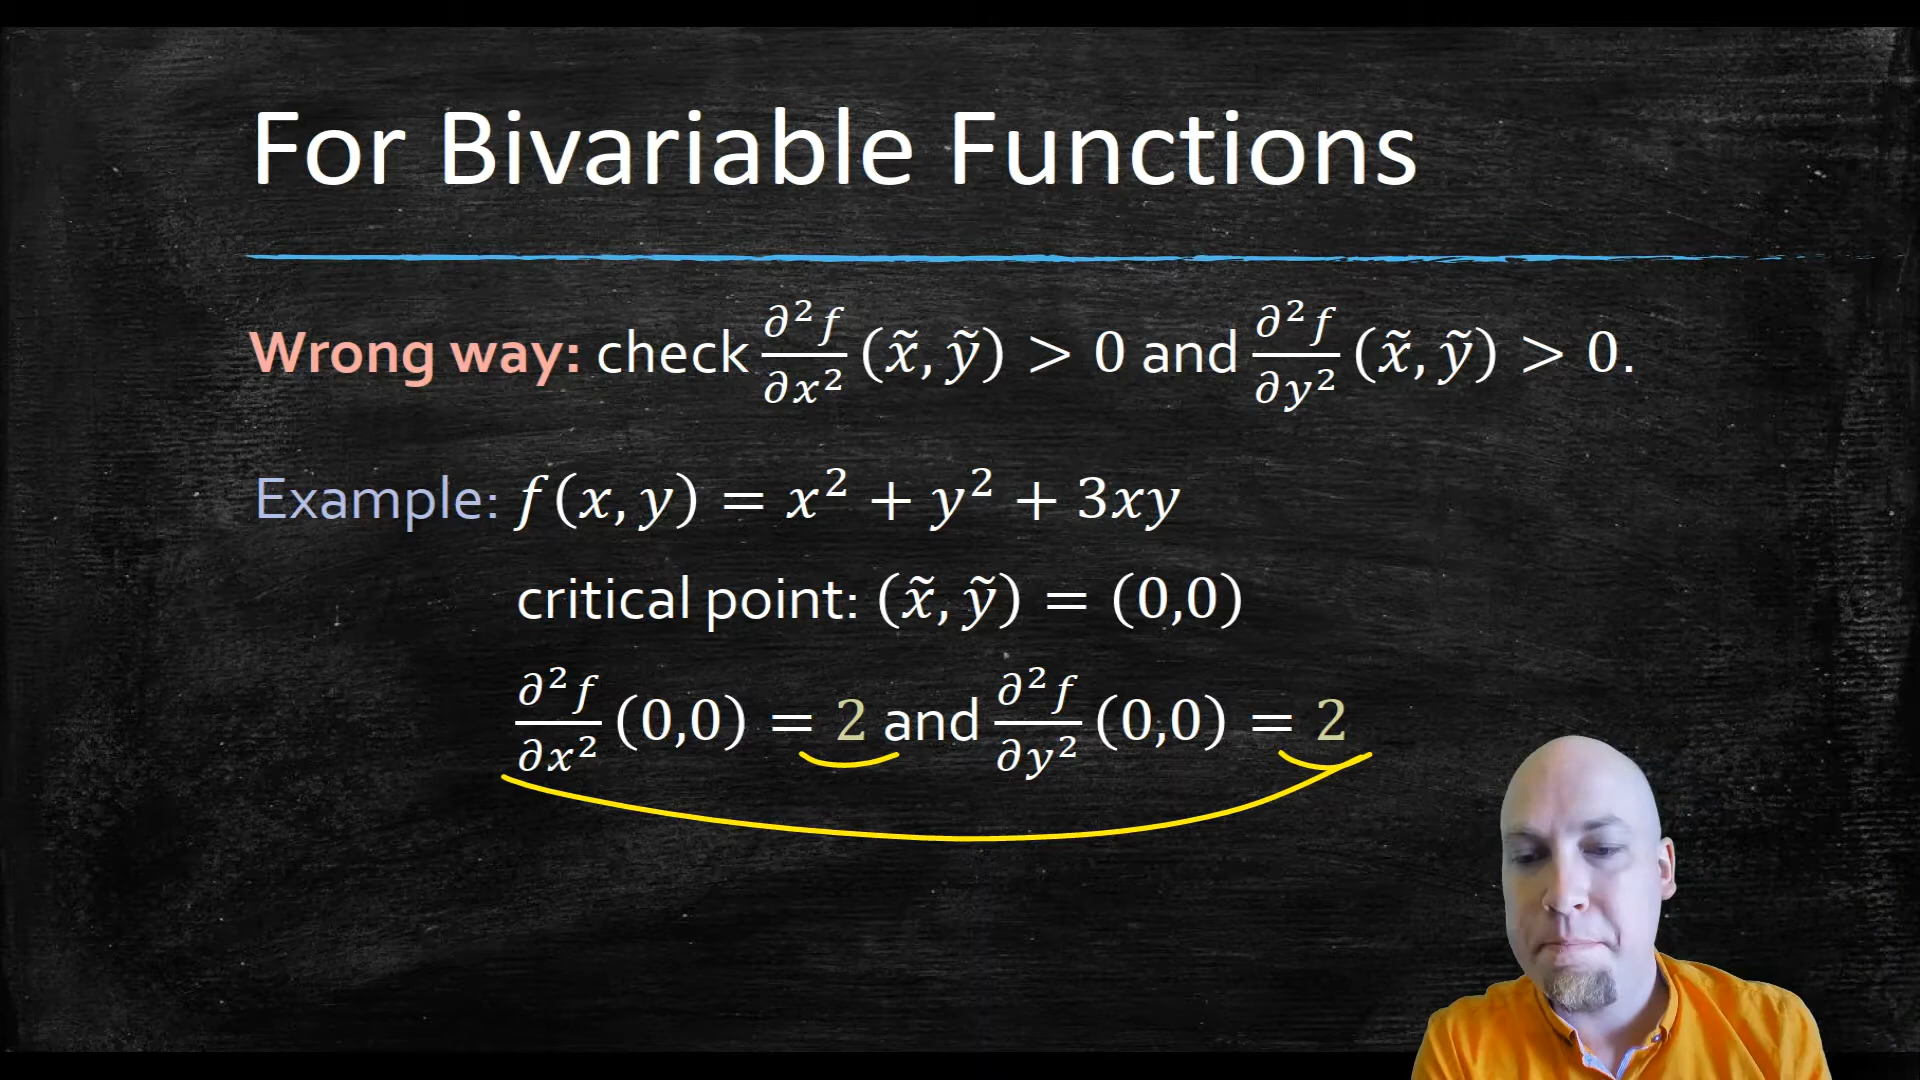 For Bivariable Functions
Wrong way: check ∂²f/∂x² (x̃, ỹ) > 0 and ∂²f/∂y² (x̃, ỹ) > 0.
Example: f(x, y) = x² + y² + 3xy
critical point: (x̃, ỹ) = (0,0)
∂²f/∂x² (0,0) = 2 and ∂²f/∂y² (0,0) = 2